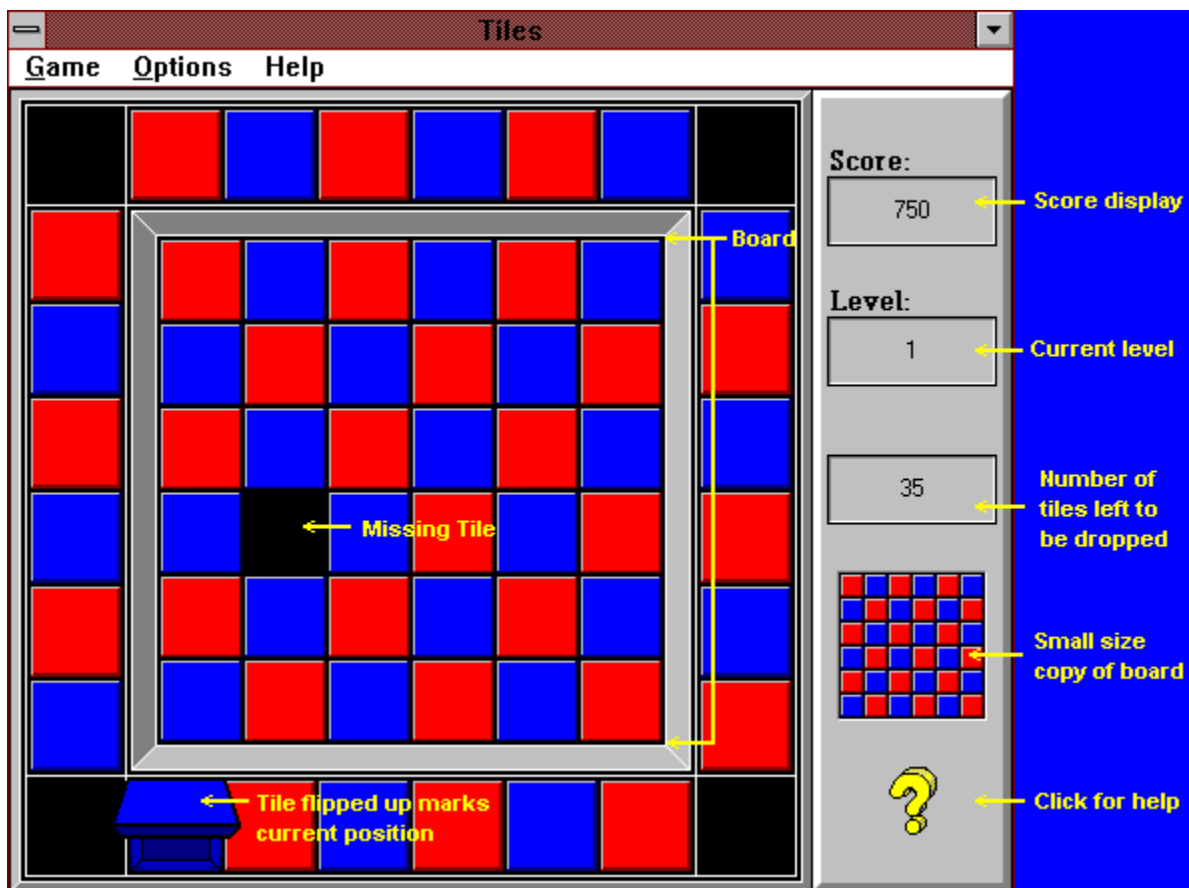 Tiles
Game Options Help
Score:
750
Score display
Board
Level:
1
Current level
35
Number of
tiles left to
be dropped
Missing Tile
Small size
copy of board
Tile flipped up marks
current position
Click for help